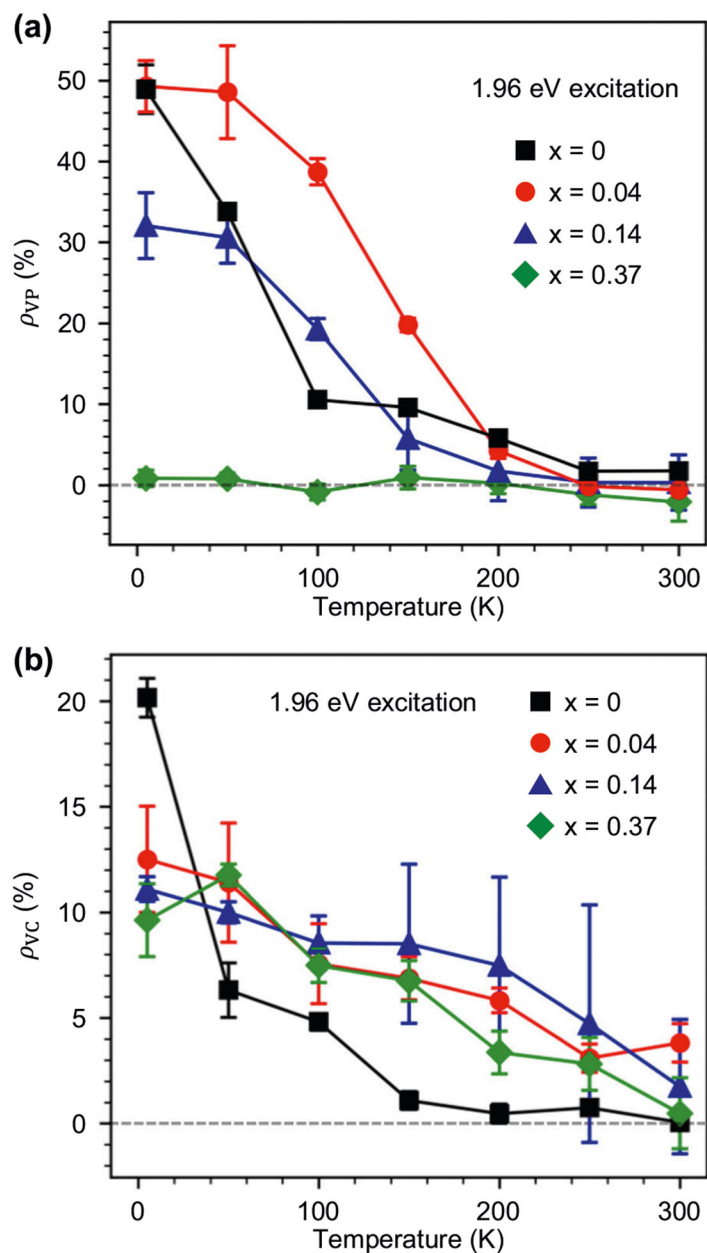 (a)
50
40
30
20
10
0
ρVP (%)
1.96 eV excitation
x = 0
x = 0.04
x = 0.14
x = 0.37
0 100 200 300
Temperature (K)
(b)
20
15
10
5
0
ρVC (%)
1.96 eV excitation
x = 0
x = 0.04
x = 0.14
x = 0.37
0 100 200 300
Temperature (K)